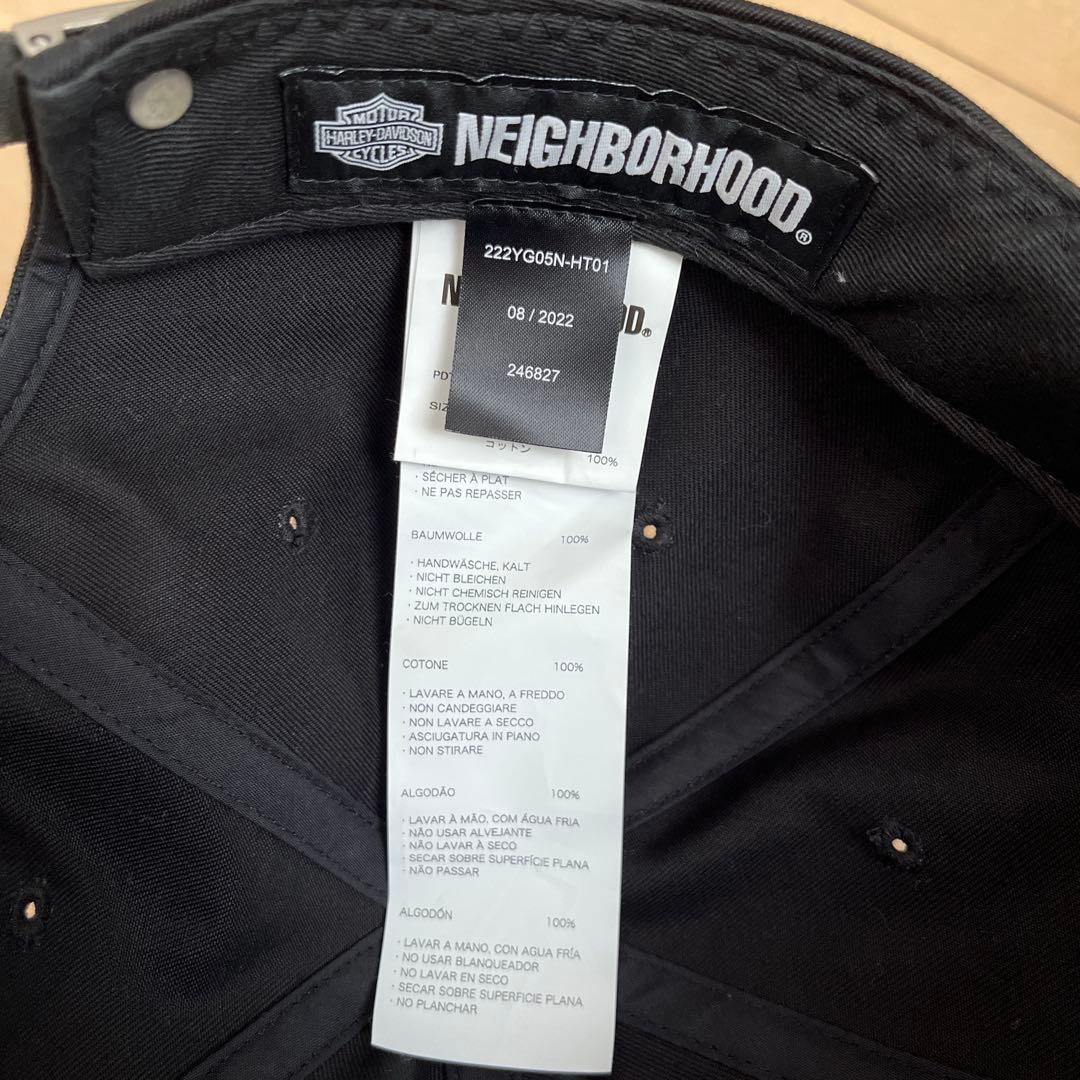 MOTOR
HARLEY-DAVIDSON
CYCLES
NEIGHBORHOOD®
222YG05N-HT01
08 / 2022
246827
コットン 100%
· SÉCHER À PLAT
· NE PAS REPASSER
BAUMWOLLE 100%
· HANDWÄSCHE, KALT
· NICHT BLEICHEN
· NICHT CHEMISCH REINIGEN
· ZUM TROCKNEN FLACH HINLEGEN
· NICHT BÜGELN
COTONE 100%
· LAVARE A MANO, A FREDDO
· NON CANDEGGIARE
· NON LAVARE A SECCO
· ASCIUGATURA IN PIANO
· NON STIRARE
ALGODÃO 100%
· LAVAR À MÃO, COM ÁGUA FRIA
· NÃO USAR ALVEJANTE
· NÃO LAVAR À SECO
· SECAR SOBRE SUPERFÍCIE PLANA
· NÃO PASSAR
ALGODÓN 100%
· LAVAR A MANO, CON AGUA FRÍA
· NO USAR BLANQUEADOR
· NO LAVAR EN SECO
· SECAR SOBRE SUPERFICIE PLANA
· NO PLANCHAR